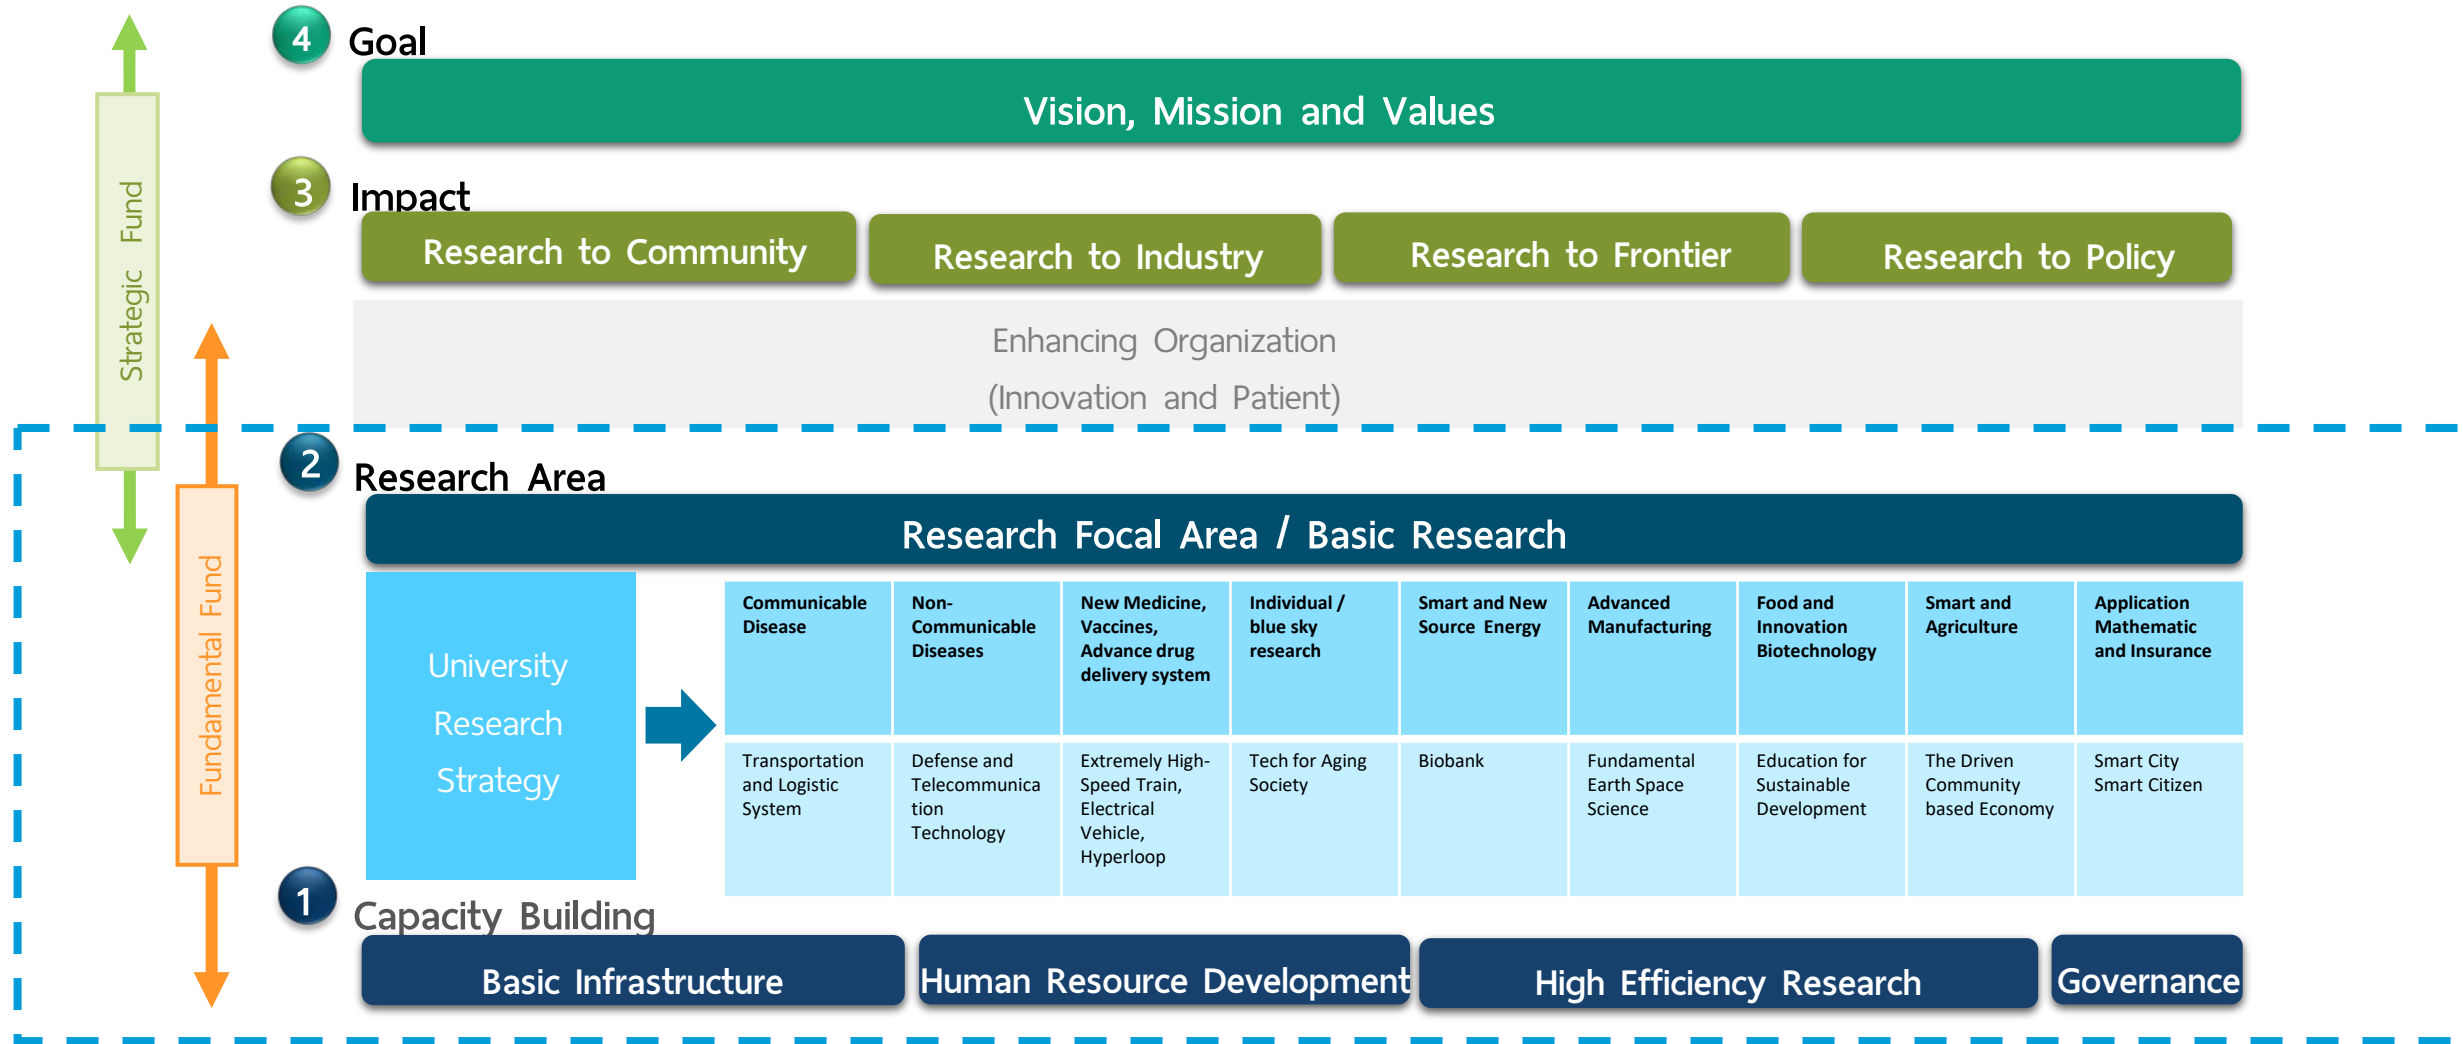 4
Goal
Vision, Mission and Values
3
Impact
Research to Community
Research to Industry
Research to Frontier
Research to Policy
Enhancing Organization
(Innovation and Patient)
Strategic Fund
Fundamental Fund
2
Research Area
Research Focal Area / Basic Research
University
Research
Strategy
Communicable
Disease
Non-
Communicable
Diseases
New Medicine,
Vaccines,
Advance drug
delivery system
Individual /
blue sky
research
Smart and New
Source Energy
Advanced
Manufacturing
Food and
Innovation
Biotechnology
Smart and
Agriculture
Application
Mathematic
and Insurance
Transportation
and Logistic
System
Defense and
Telecommunica
tion
Technology
Extremely High-
Speed Train,
Electrical
Vehicle,
Hyperloop
Tech for Aging
Society
Biobank
Fundamental
Earth Space
Science
Education for
Sustainable
Development
The Driven
Community
based Economy
Smart City
Smart Citizen
1
Capacity Building
Basic Infrastructure
Human Resource Development
High Efficiency Research
Governance